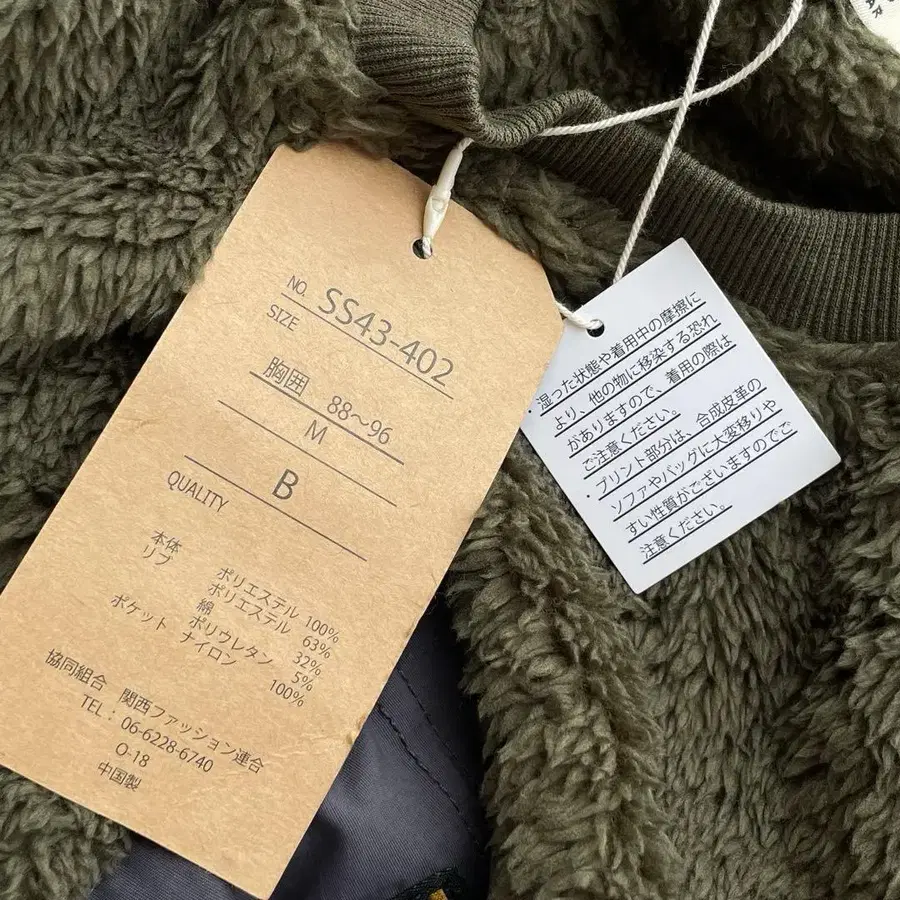 NO. SS43-402
SIZE
胸囲 88〜96
M
B
QUALITY
本体 ポリエステル 100%
リブ ポリエステル 63%
綿 32%
ポリウレタン 5%
ポケット ナイロン 100%
協同組合 関西ファッション連合
TEL: 06-6228-6740
O-18
中国製
・湿った状態や着用中の摩擦に
より、他の物に移染する恐れ
がありますので、着用の際は
ご注意ください。
・プリント部分は、合成皮革の
ソファやバッグに大変移りや
すい性質がございますのでご
注意ください。